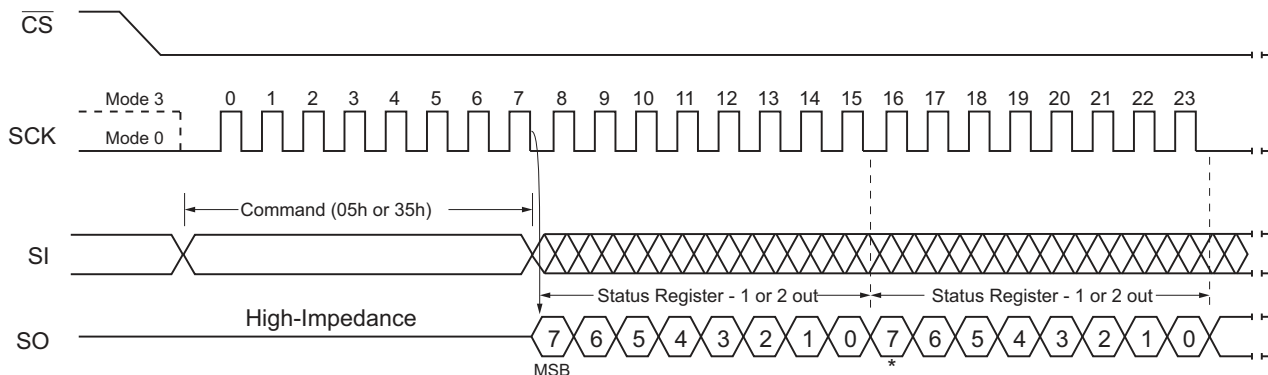 CS
Mode 3
0 1 2 3 4 5 6 7 8 9 10 11 12 13 14 15 16 17 18 19 20 21 22 23
SCK
Mode 0
Command (05h or 35h)
SI
Status Register - 1 or 2 out Status Register - 1 or 2 out
High-Impedance
SO
7 6 5 4 3 2 1 0 7 6 5 4 3 2 1 0
MSB *